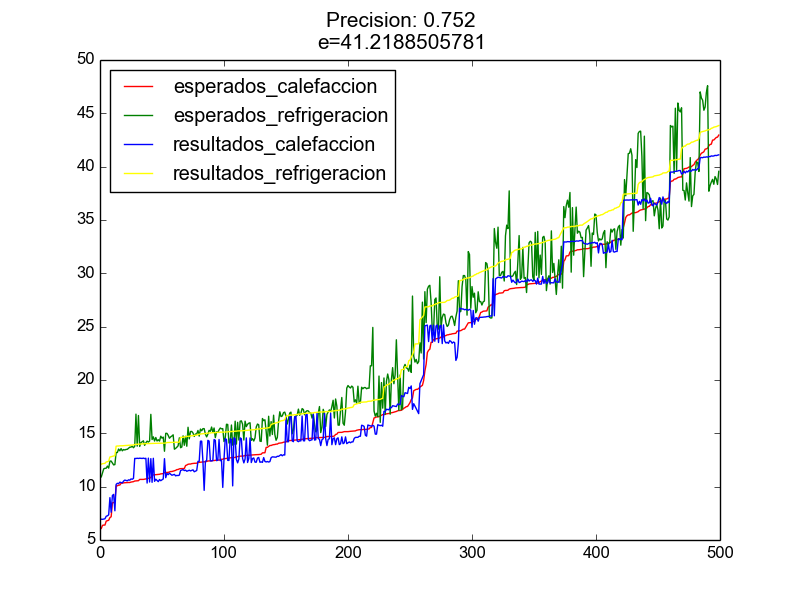 Precision: 0.752
e=41.2188505781
esperados_calefaccion
esperados_refrigeracion
resultados_calefaccion
resultados_refrigeracion
50
45
40
35
30
25
20
15
10
5
0
100
200
300
400
500